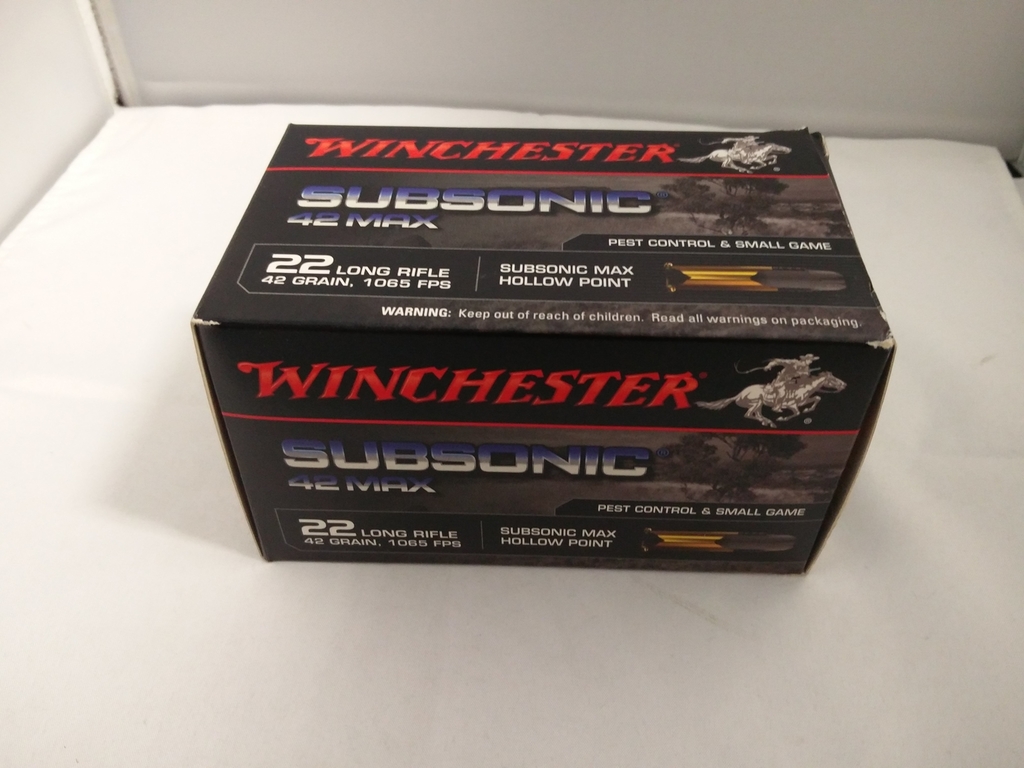 WINCHESTER
SUBSONIC®
42 MAX
PEST CONTROL & SMALL GAME
22 LONG RIFLE
42 GRAIN, 1065 FPS
SUBSONIC MAX
HOLLOW POINT
WARNING: Keep out of reach of children. Read all warnings on packaging.
WINCHESTER
SUBSONIC®
42 MAX
PEST CONTROL & SMALL GAME
22 LONG RIFLE
42 GRAIN, 1065 FPS
SUBSONIC MAX
HOLLOW POINT